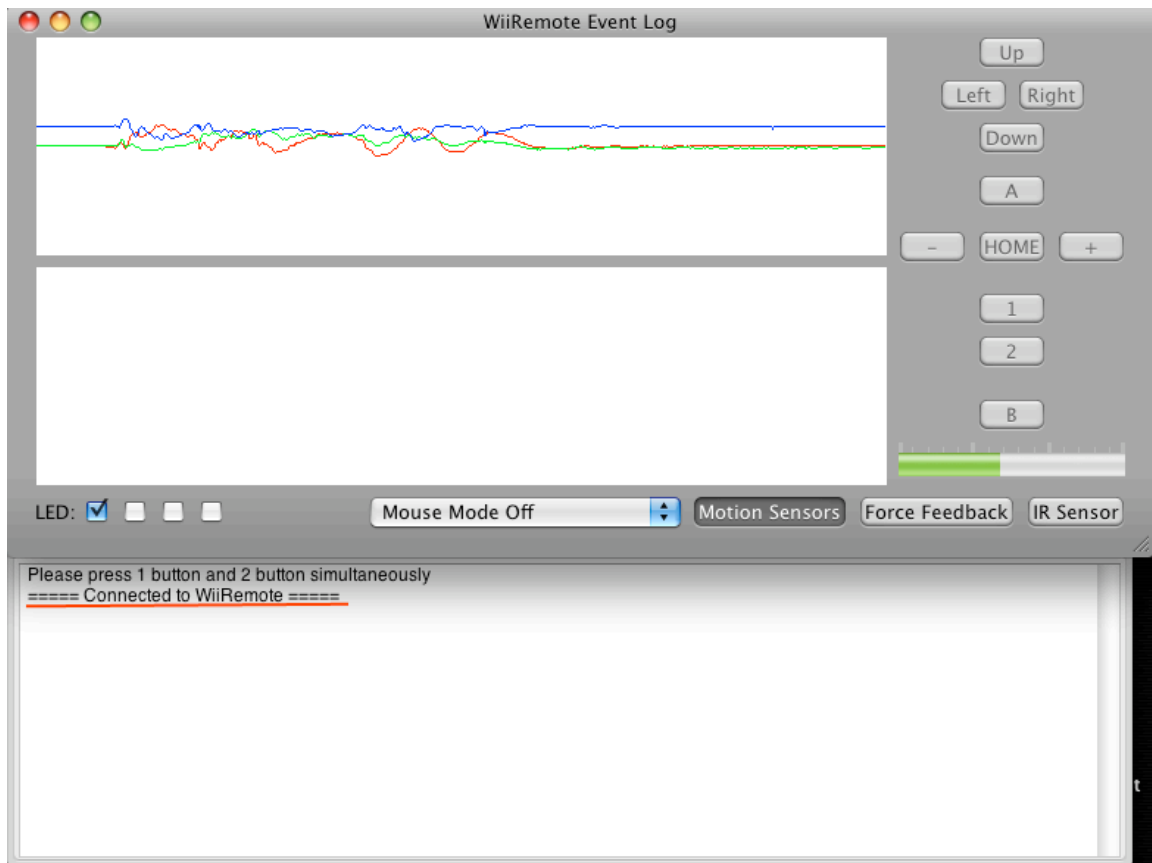 WiiRemote Event Log
Up
Left Right
Down
A
- HOME +
1
2
B
LED: Mouse Mode Off Motion Sensors Force Feedback IR Sensor
Please press 1 button and 2 button simultaneously
===== Connected to WiiRemote =====
t